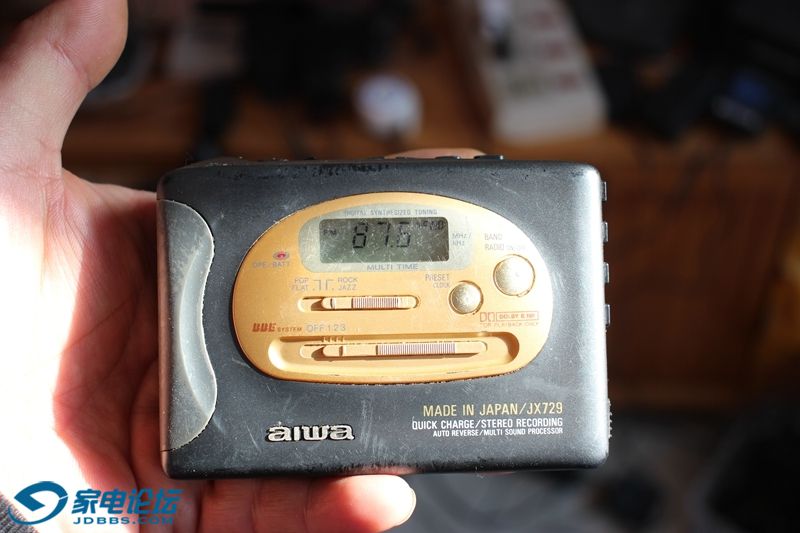 DIGITAL SYNTHESIZED TUNING
FM 87.5
MHz/
kHz
MULTI TIME
BAND
RADIO ON/OFF
OPE/BATT
POP ROCK
FLAT JAZZ
PRESET
CLOCK
BBE SYSTEM OFF 1 2 3
DOLBY B NR
OR PLAYBACK ONLY
MADE IN JAPAN/JX729
QUICK CHARGE/STEREO RECORDING
AUTO REVERSE/MULTI SOUND PROCESSOR
aiwa
家电论坛
JDBBS.COM